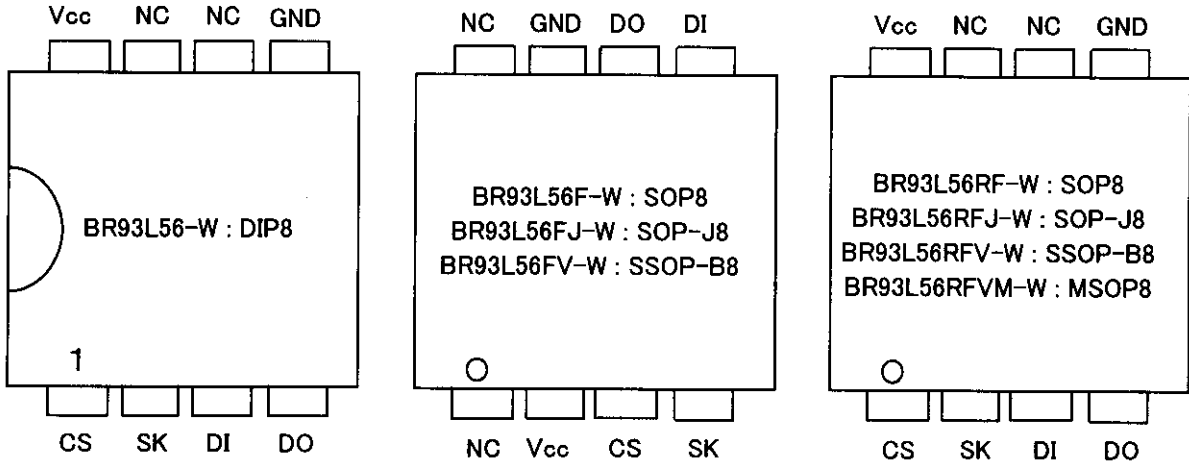 Vcc NC NC GND
BR93L56-W : DIP8
1
CS SK DI DO
NC GND DO DI
BR93L56F-W : SOP8
BR93L56FJ-W : SOP-J8
BR93L56FV-W : SSOP-B8
NC Vcc CS SK
Vcc NC NC GND
BR93L56RF-W : SOP8
BR93L56RFJ-W : SOP-J8
BR93L56RFV-W : SSOP-B8
BR93L56RFVM-W : MSOP8
CS SK DI DO